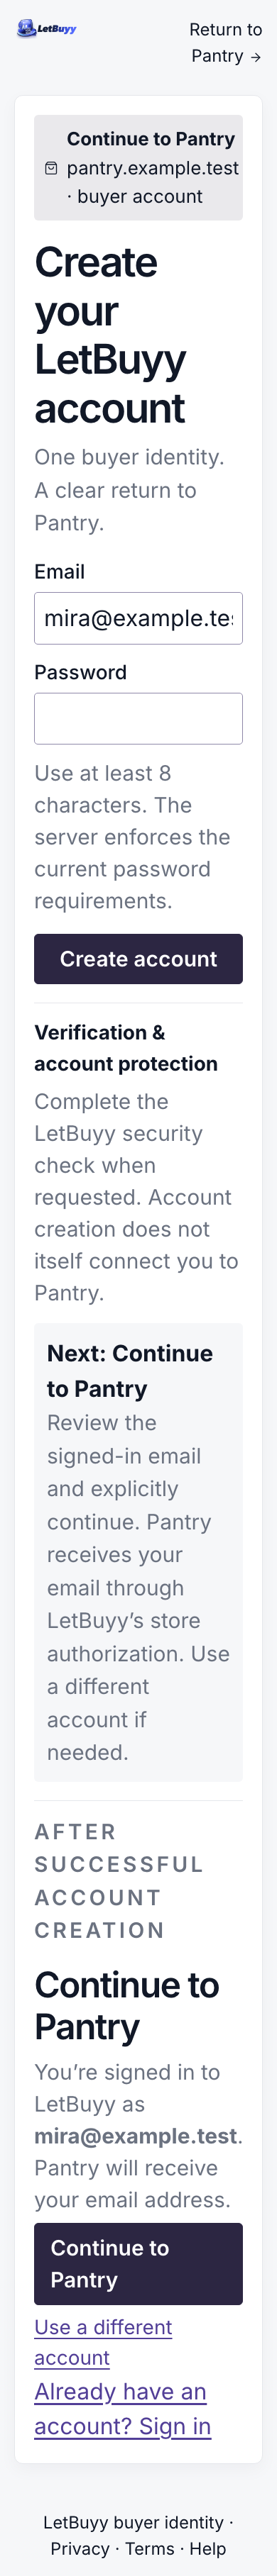 LetBuyy
Return to
Pantry →
Continue to Pantry
pantry.example.test
· buyer account
Create
your
LetBuyy
account
One buyer identity.
A clear return to
Pantry.
Email
mira@example.tes
Password
Use at least 8
characters. The
server enforces the
current password
requirements.
Create account
Verification &
account protection
Complete the
LetBuyy security
check when
requested. Account
creation does not
itself connect you to
Pantry.
Next: Continue
to Pantry
Review the
signed-in email
and explicitly
continue. Pantry
receives your
email through
LetBuyy’s store
authorization. Use
a different
account if
needed.
AFTER
SUCCESSFUL
ACCOUNT
CREATION
Continue to
Pantry
You’re signed in to
LetBuyy as
mira@example.test.
Pantry will receive
your email address.
Continue to
Pantry
Use a different
account
Already have an
account? Sign in
LetBuyy buyer identity ·
Privacy · Terms · Help